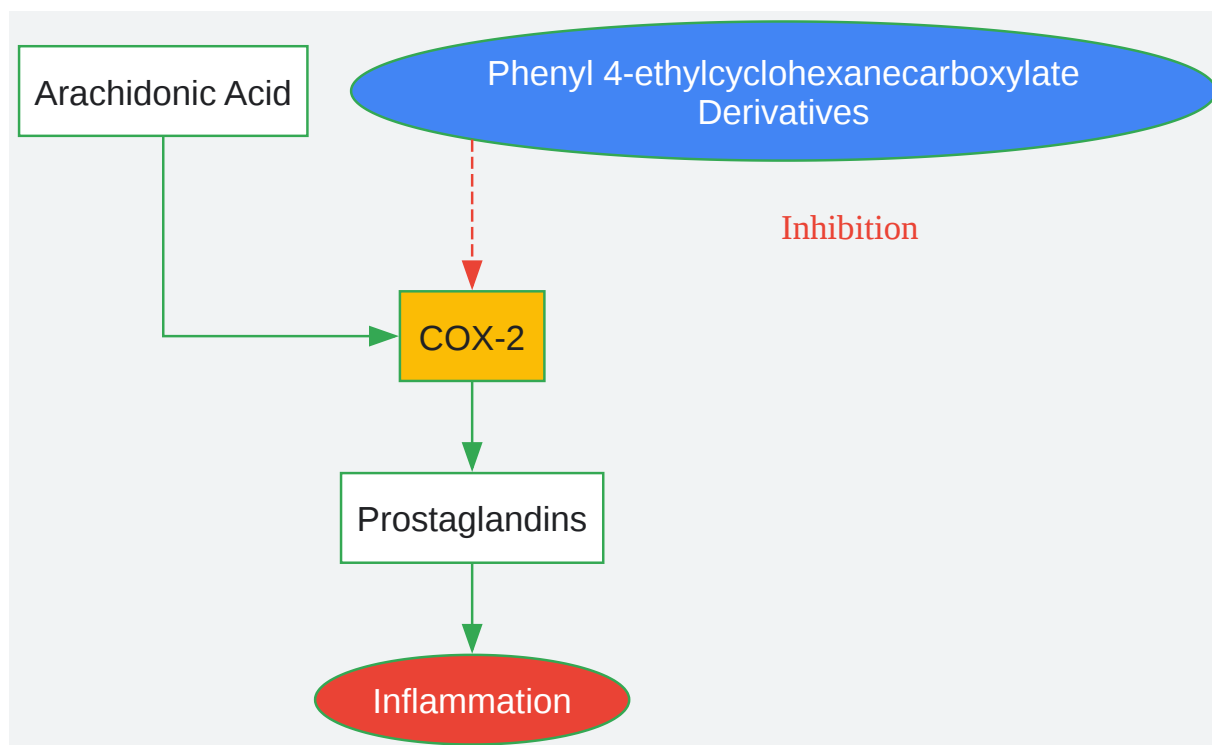 Arachidonic Acid
Phenyl 4-ethylcyclohexanecarboxylate
Derivatives
Inhibition
COX-2
Prostaglandins
Inflammation